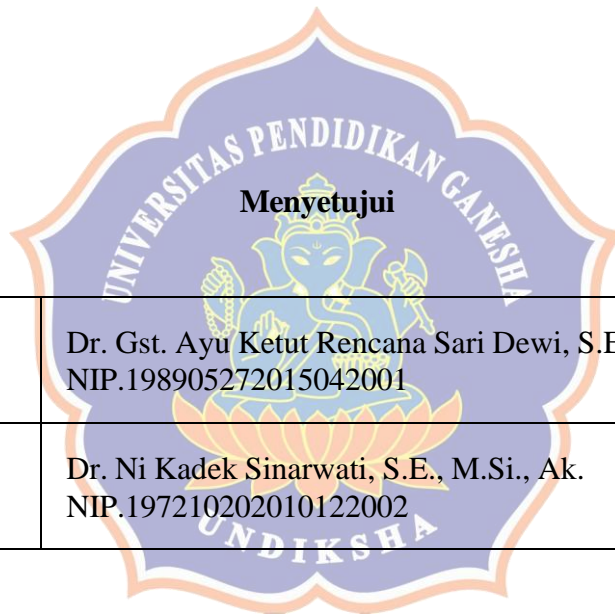 UNIVERSITAS PENDIDIKAN GANESHA
Menyetujui
Dr. Gst. Ayu Ketut Rencana Sari Dewi, S.E
NIP.198905272015042001
Dr. Ni Kadek Sinarwati, S.E., M.Si., Ak.
NIP.197210202010122002
UNDIKSHA